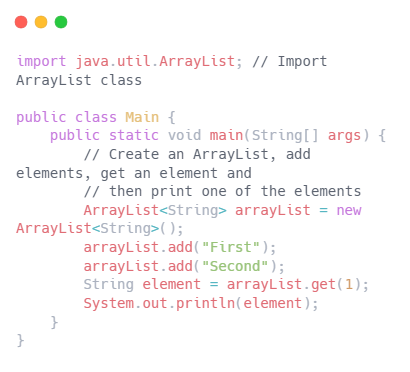 import java.util.ArrayList; // Import
ArrayList class

public class Main {
    public static void main(String[] args) {
        // Create an ArrayList, add
elements, get an element and
        // then print one of the elements
        ArrayList<String> arrayList = new
ArrayList<String>();
        arrayList.add("First");
        arrayList.add("Second");
        String element = arrayList.get(1);
        System.out.println(element);
    }
}